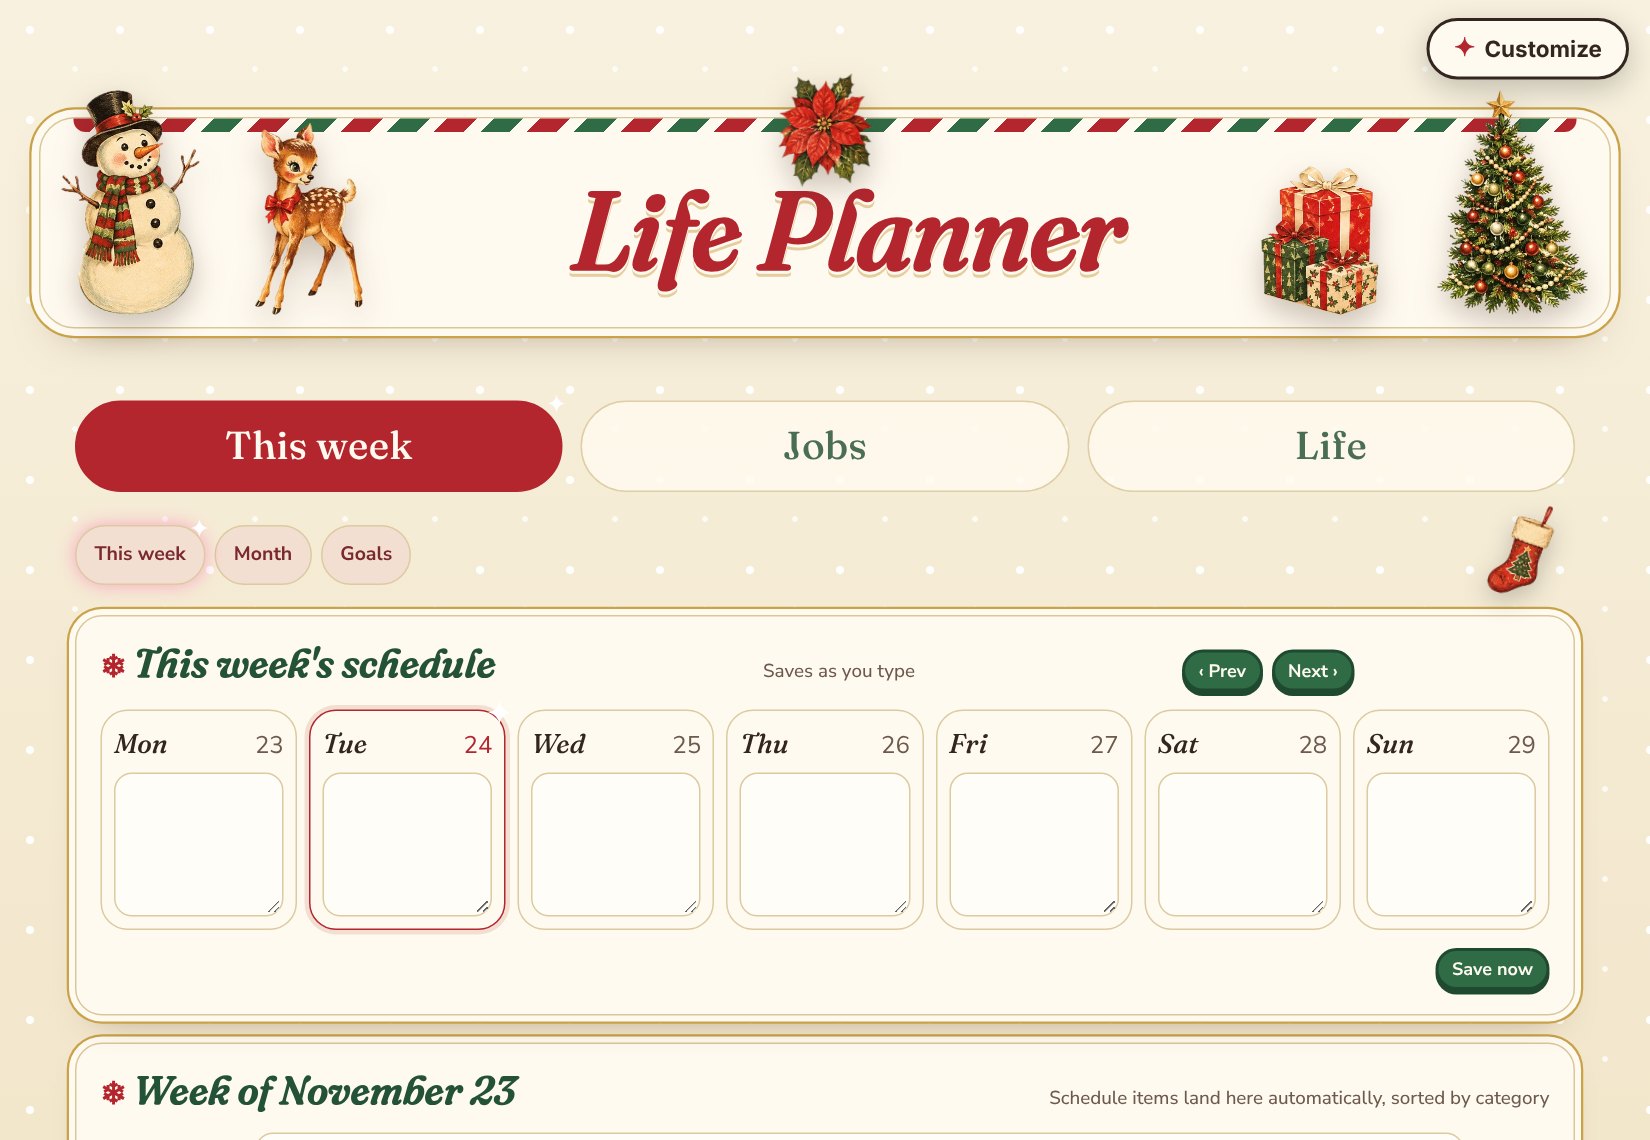 Customize
Life Planner
This week
Jobs
Life
This week
Month
Goals
This week's schedule
Saves as you type
‹ Prev
Next ›
Mon 23
Tue 24
Wed 25
Thu 26
Fri 27
Sat 28
Sun 29
Save now
Week of November 23
Schedule items land here automatically, sorted by category